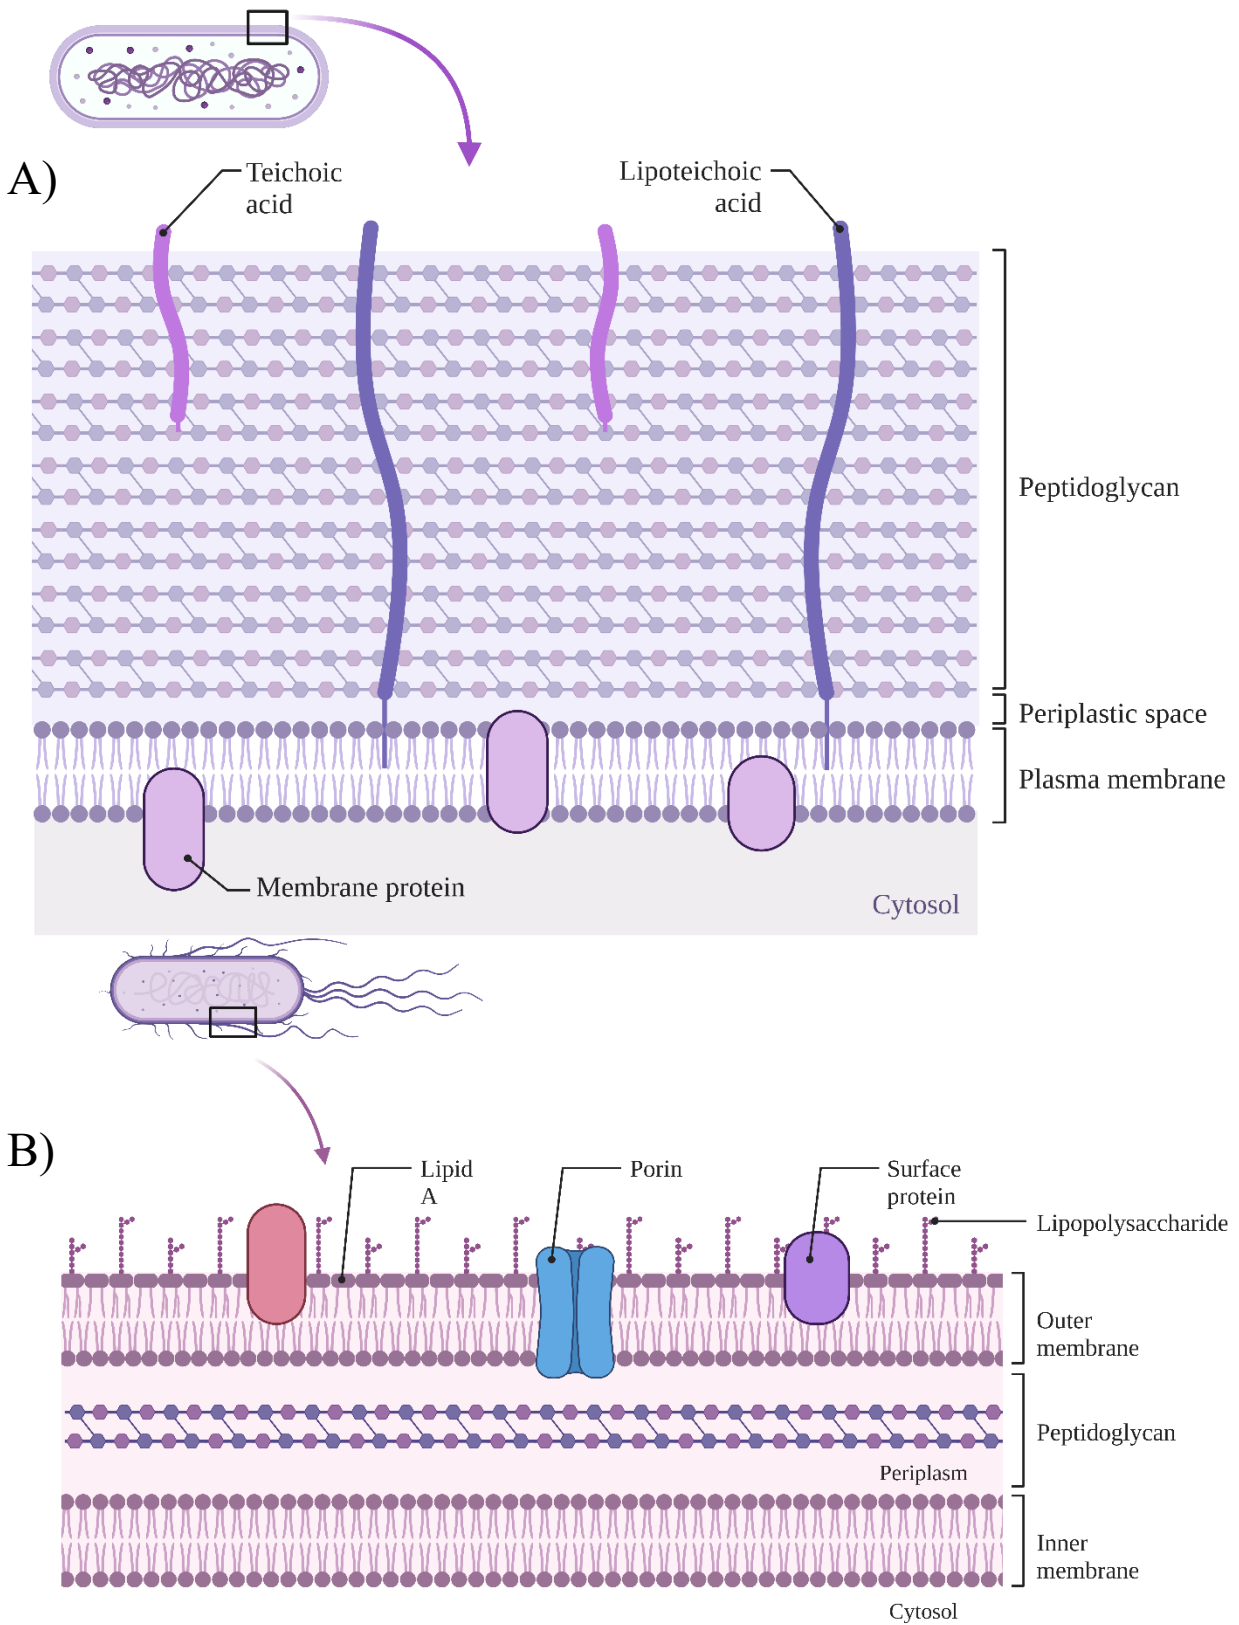 A)
Teichoic
acid
Lipoteichoic
acid
Peptidoglycan
Periplastic space
Plasma membrane
Membrane protein
Cytosol
B)
Lipid
A
Porin
Surface
protein
Lipopolysaccharide
Outer
membrane
Peptidoglycan
Periplasm
Inner
membrane
Cytosol